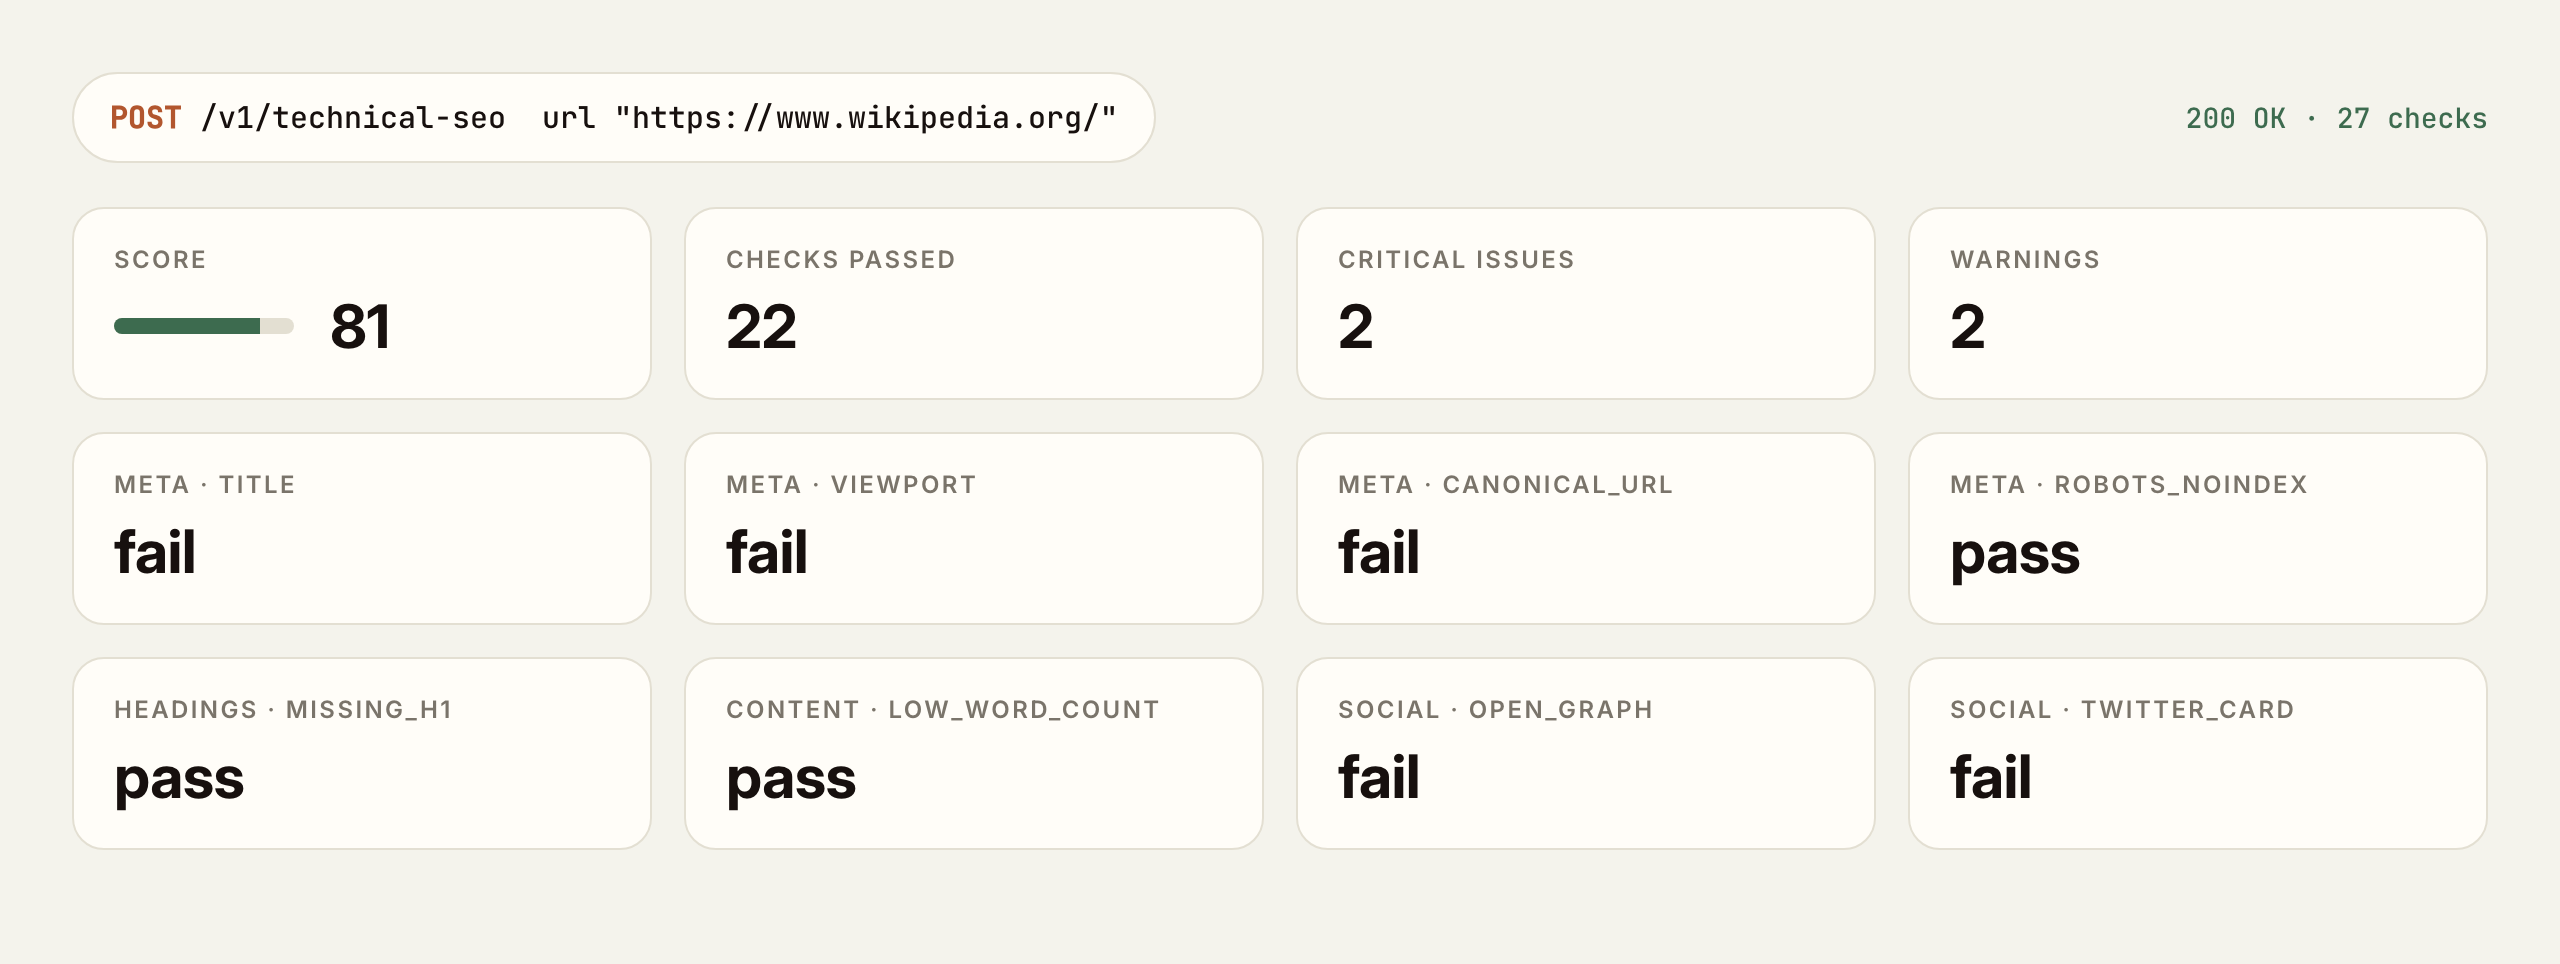 POST /v1/technical-seo  url "https://www.wikipedia.org/"
200 OK · 27 checks
SCORE
81
CHECKS PASSED
22
CRITICAL ISSUES
2
WARNINGS
2
META · TITLE
fail
META · VIEWPORT
fail
META · CANONICAL_URL
fail
META · ROBOTS_NOINDEX
pass
HEADINGS · MISSING_H1
pass
CONTENT · LOW_WORD_COUNT
pass
SOCIAL · OPEN_GRAPH
fail
SOCIAL · TWITTER_CARD
fail